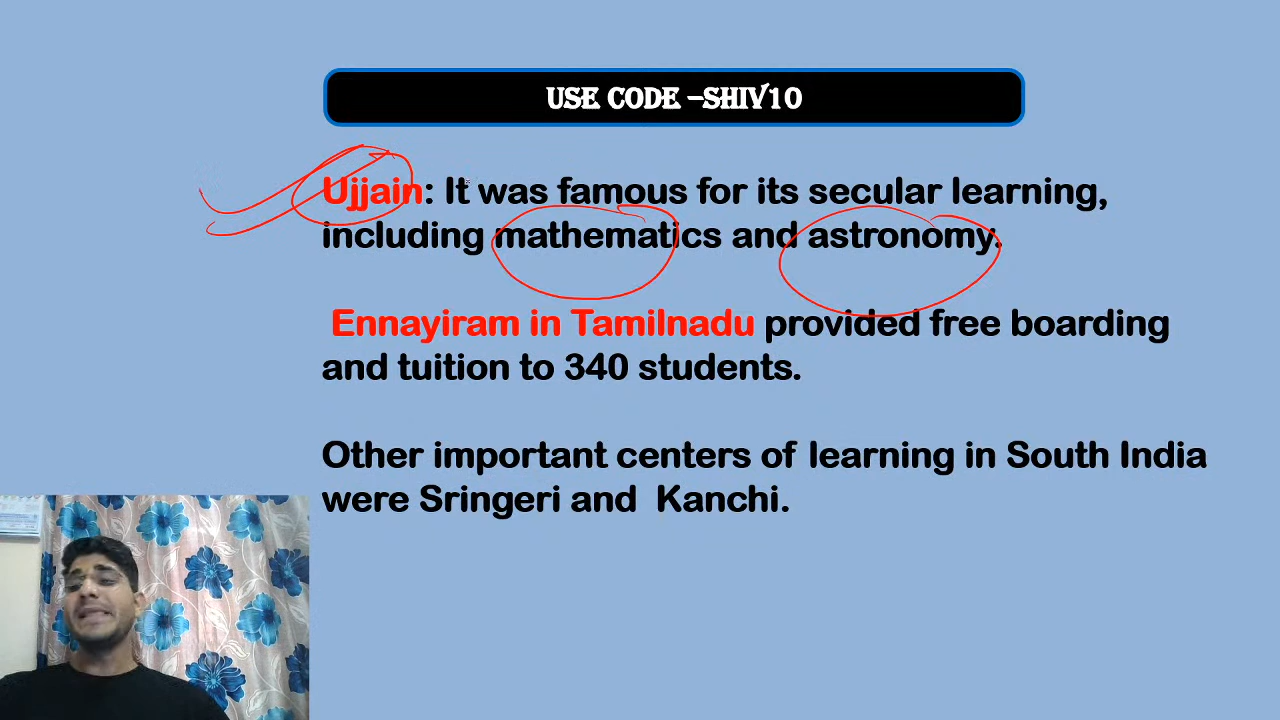 USE CODE –SHIV10
Ujjain: It was famous for its secular learning,
including mathematics and astronomy.
Ennayiram in Tamilnadu provided free boarding
and tuition to 340 students.
Other important centers of learning in South India
were Sringeri and Kanchi.